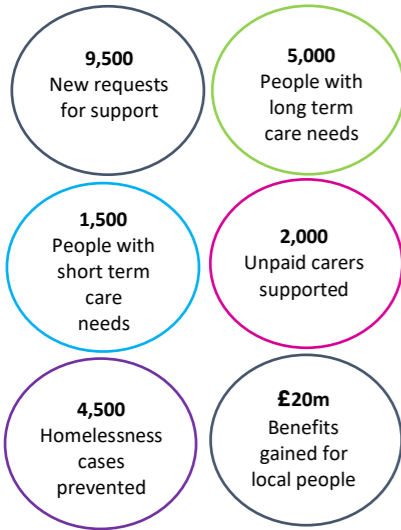 9,500
New requests
for support
5,000
People with
long term
care needs
1,500
People with
short term
care
needs
2,000
Unpaid carers
supported
4,500
Homelessness
cases
prevented
£20m
Benefits
gained for
local people